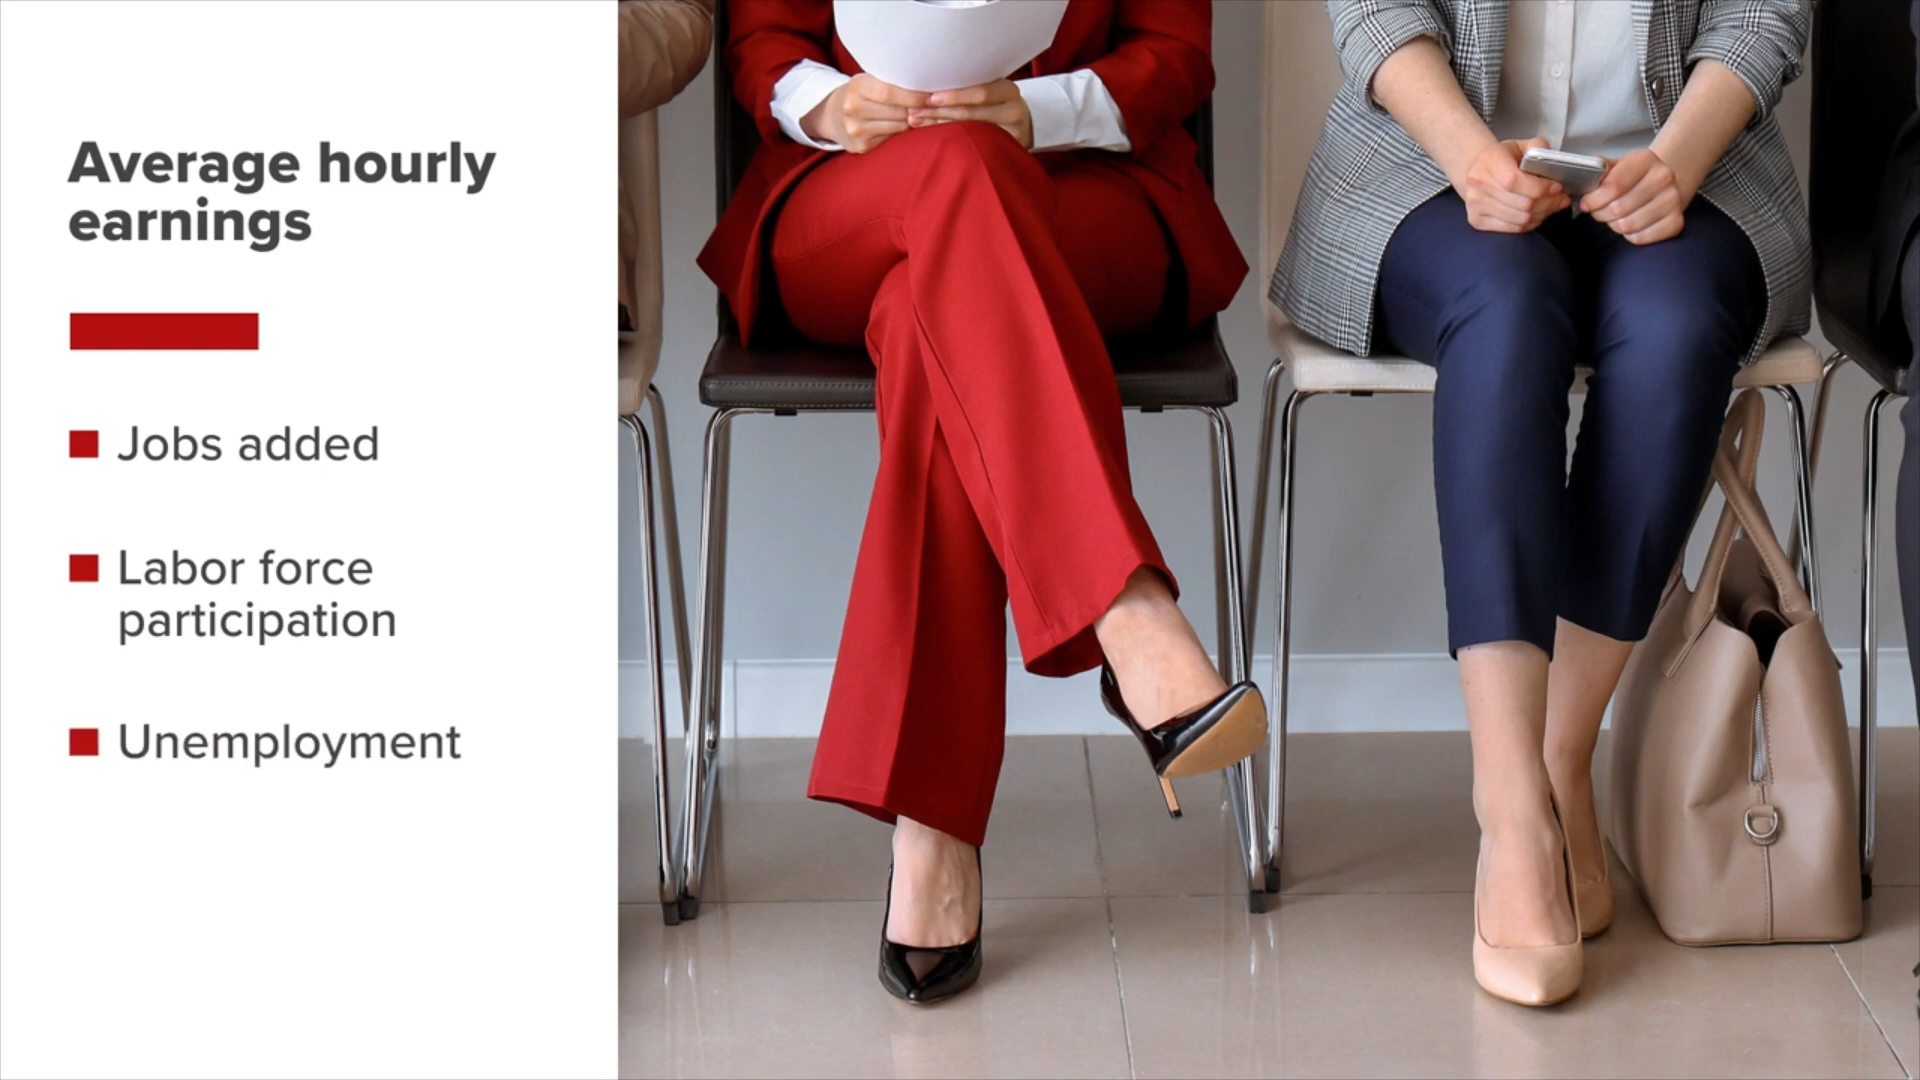 Average hourly
earnings
Jobs added
Labor force
participation
Unemployment